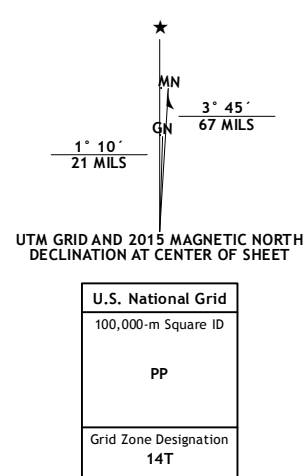 ★
MN
3° 45´
67 MILS
GN
1° 10´
21 MILS
UTM GRID AND 2015 MAGNETIC NORTH
DECLINATION AT CENTER OF SHEET
U.S. National Grid
100,000-m Square ID
PP
Grid Zone Designation
14T